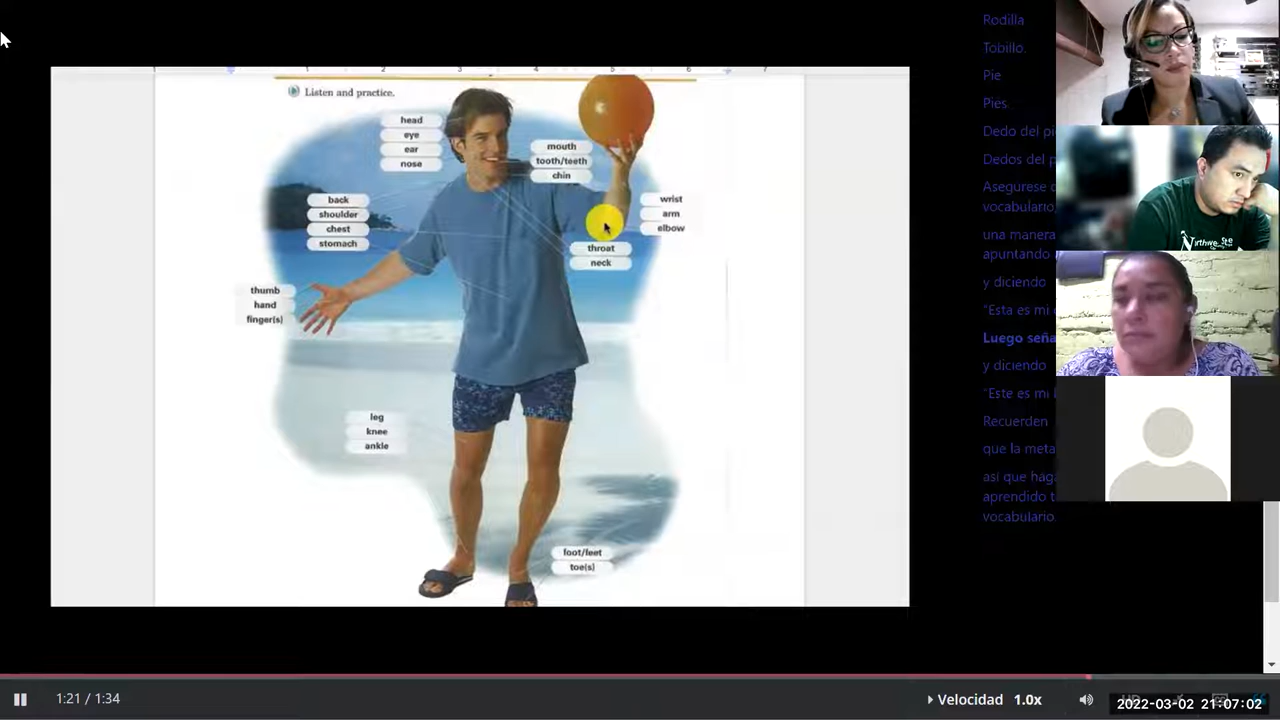 Listen and practice.
head
eye
ear
nose
mouth
tooth/teeth
chin
back
shoulder
chest
stomach
wrist
arm
elbow
throat
neck
thumb
hand
finger(s)
leg
knee
ankle
foot/feet
toe(s)
Rodilla
Tobillo.
Pie
Pies.
Dedo del pi
Dedos del p
Asegurese d
vocabulario
una manera
apuntando
y diciendo
"Esta es mi
Luego seña
y diciendo
"Este es mi
Recuerden
que la meta
asi que hag
aprendido t
vocabulario
1:21 / 1:34
Velocidad 1.0x
2022-03-02 21:07:02